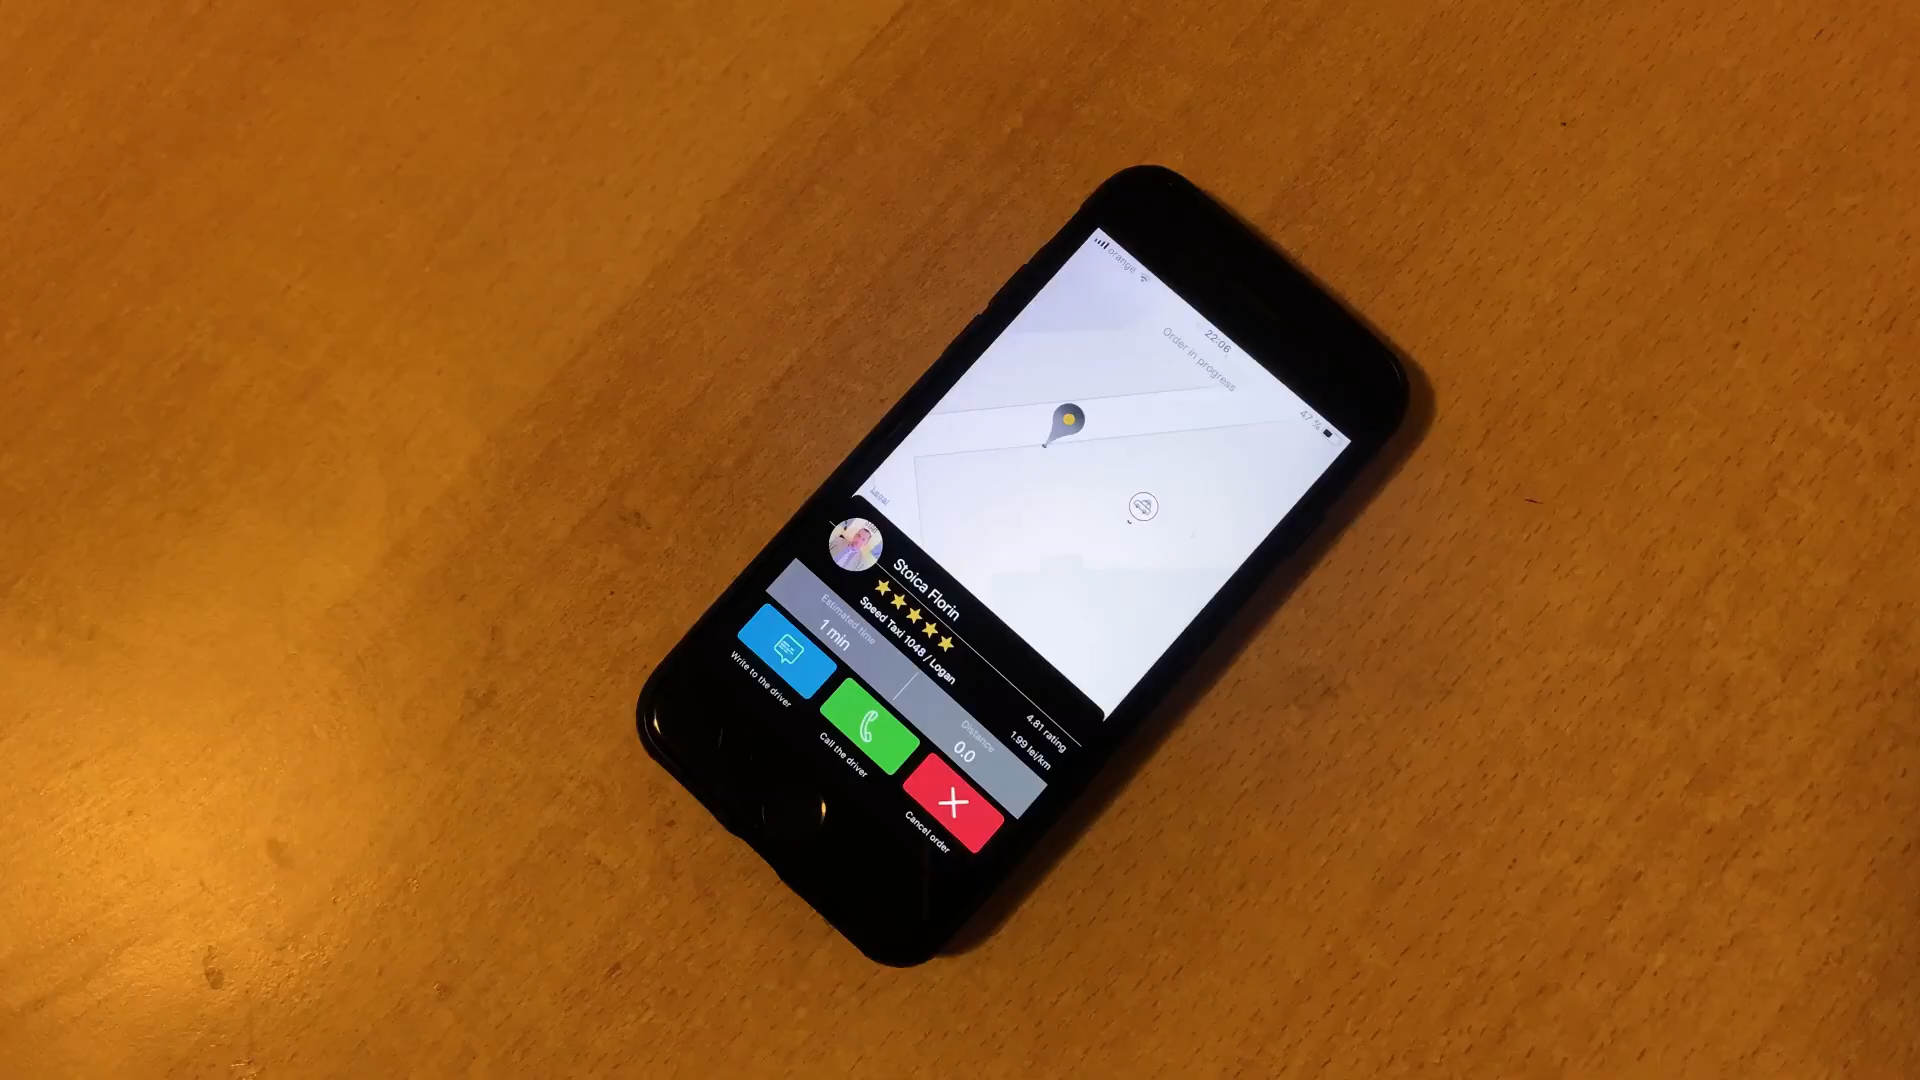 orange
22:06
47 %
Order in progress
Legal
Stoica Florin
Speed Taxi 1048 / Logan
4.81 rating
1.99 lei/km
Estimated time
1 min
Distance
0.0
Write to the driver
Call the driver
Cancel order